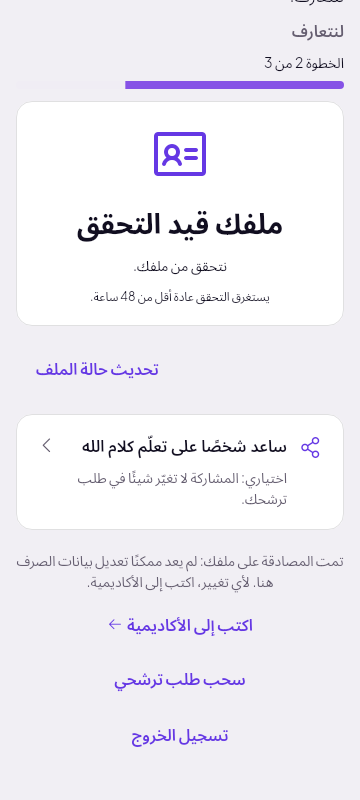 لنتعارف
الخطوة 2 من 3
ملفك قيد التحقق
نتحقق من ملفك.
يستغرق التحقق عادة أقل من 48 ساعة.
تحديث حالة الملف
ساعد شخصًا على تعلّم كلام الله
اختياري: المشاركة لا تغيّر شيئًا في طلب
ترشحك.
تمت المصادقة على ملفك: لم يعد ممكنًا تعديل بيانات الصرف
هنا. لأي تغيير، اكتب إلى الأكاديمية.
اكتب إلى الأكاديمية ←
سحب طلب ترشحي
تسجيل الخروج